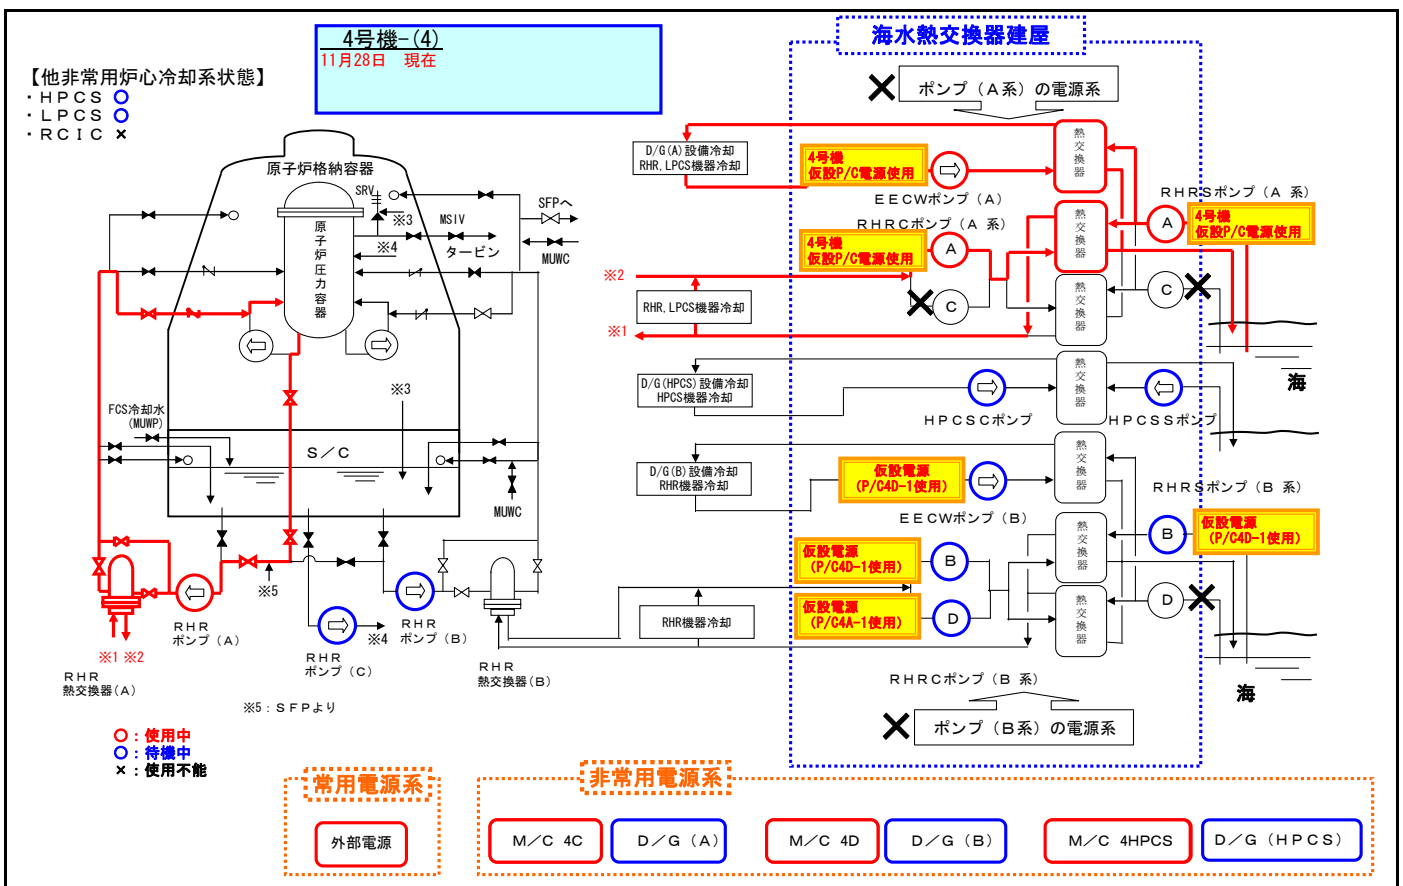 4号機-(4)
11月28日 現在
【他非常用炉心冷却系状態】
・ＨＰＣＳ ○
・ＬＰＣＳ ○
・ＲＣＩＣ ×
海水熱交換器建屋
ポンプ（Ａ系）の電源系
原子炉格納容器
原子炉圧力容器
SRV
※3
MSIV
※4
タービン
SFPへ
MUWC
D/G(A)設備冷却
RHR, LPCS機器冷却
4号機
仮設P/C電源使用
ＥＥＣＷポンプ（Ａ）
熱交換器
ＲＨＲＳポンプ（Ａ 系）
A
4号機
仮設P/C電源使用
ＲＨＲＣポンプ（Ａ 系）
4号機
仮設P/C電源使用
A
熱交換器
※2
RHR, LPCS機器冷却
C
熱交換器
C
※1
海
D/G(HPCS)設備冷却
HPCS機器冷却
ＨＰＣＳＣポンプ
熱交換器
ＨＰＣＳＳポンプ
※3
FCS冷却水
(MUWP)
Ｓ／Ｃ
MUWC
D/G(B)設備冷却
RHR機器冷却
仮設電源
（P/C4D-1使用）
ＥＥＣＷポンプ（Ｂ）
熱交換器
ＲＨＲＳポンプ（Ｂ 系）
B
仮設電源
（P/C4D-1使用）
仮設電源
（P/C4D-1使用）
B
熱交換器
仮設電源
（P/C4A-1使用）
D
熱交換器
D
RHR機器冷却
※5
※4
ＲＨＲ
ポンプ（A）
ＲＨＲ
ポンプ（B）
ＲＨＲ
ポンプ（C）
※1 ※2
ＲＨＲ
熱交換器(A)
ＲＨＲ
熱交換器(B)
ＲＨＲＣポンプ（Ｂ 系）
海
※5：ＳＦＰより
ポンプ（Ｂ系）の電源系
○：使用中
○：待機中
×：使用不能
常用電源系
外部電源
非常用電源系
Ｍ／Ｃ 4C
Ｄ／Ｇ（Ａ）
Ｍ／Ｃ 4D
Ｄ／Ｇ（Ｂ）
Ｍ／Ｃ 4HPCS
Ｄ／Ｇ（ＨＰＣＳ）